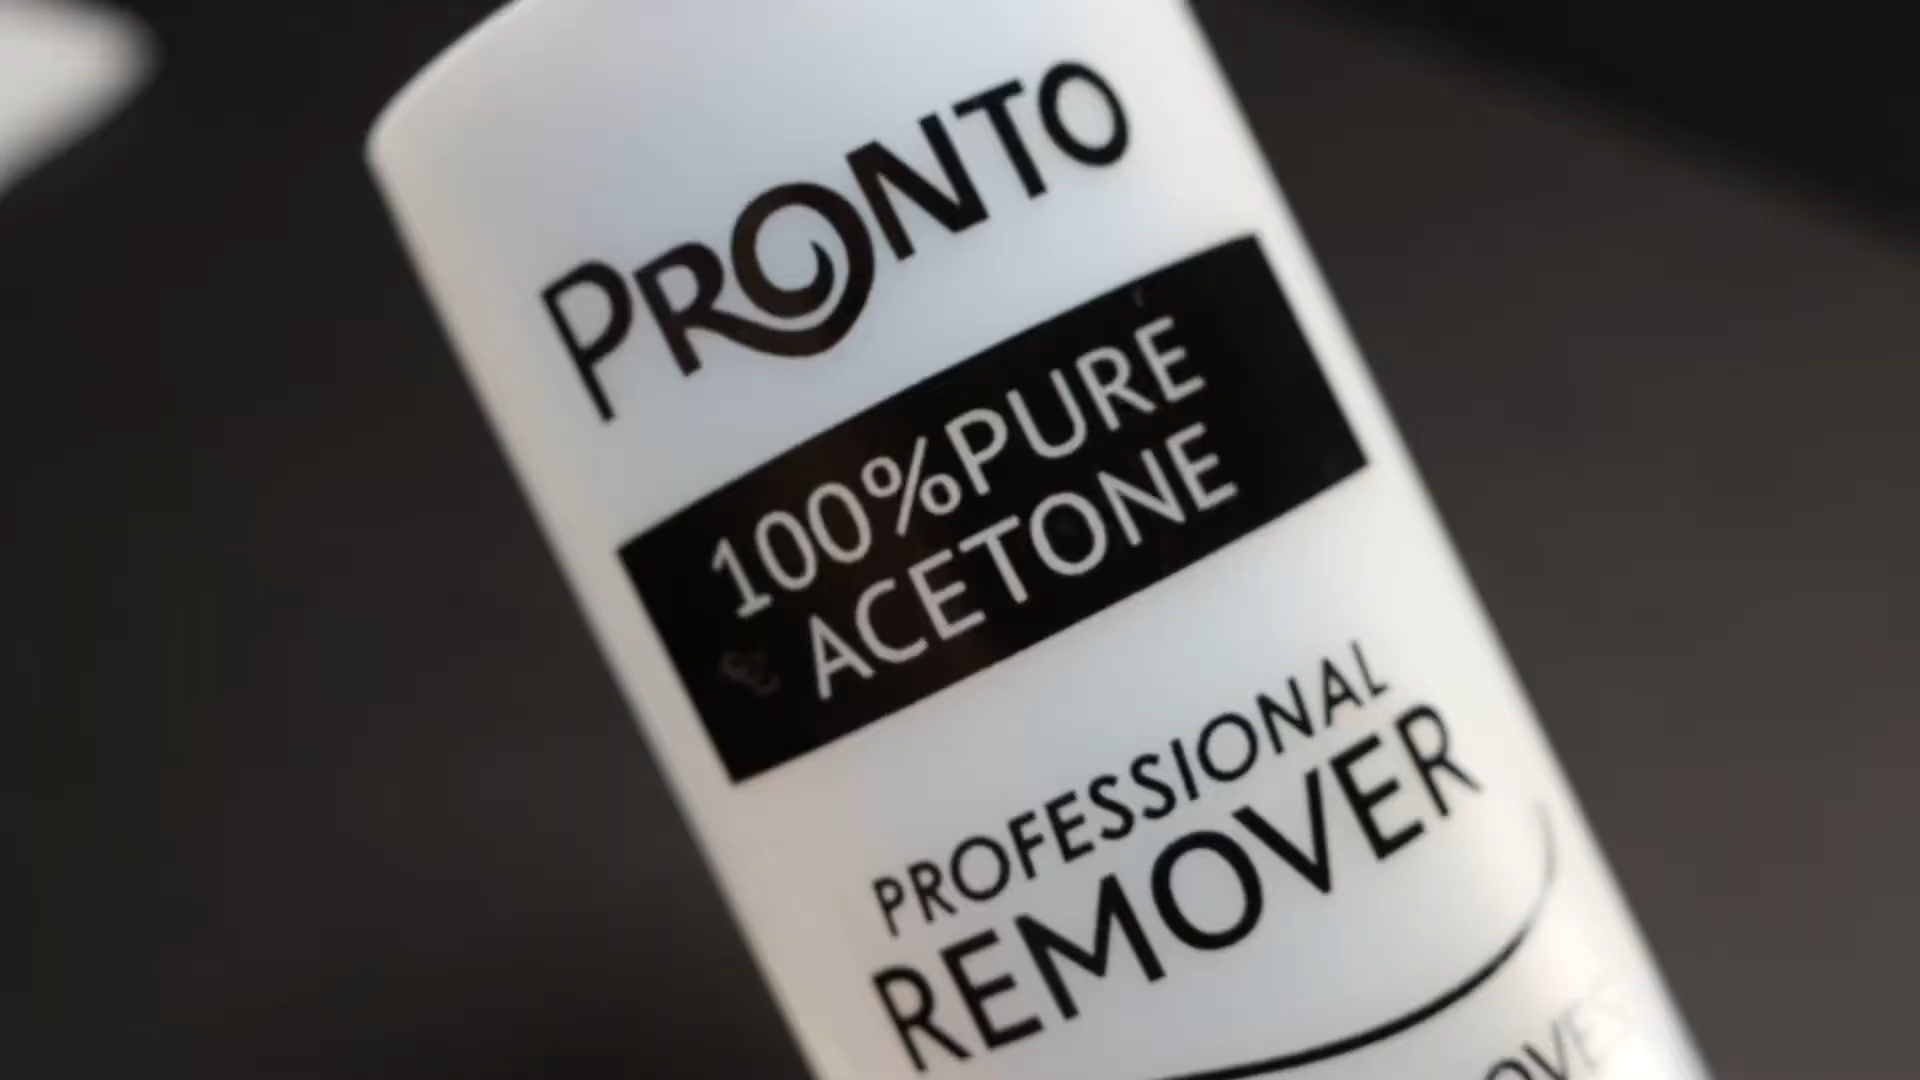 PRONTO
100%PURE
ACETONE
PROFESSIONAL
REMOVER